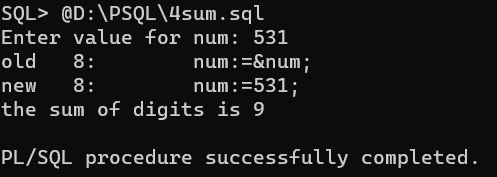 SQL> @D:\PSQL\4sum.sql
Enter value for num: 531
old   8:        num:=&num;
new   8:        num:=531;
the sum of digits is 9

PL/SQL procedure successfully completed.